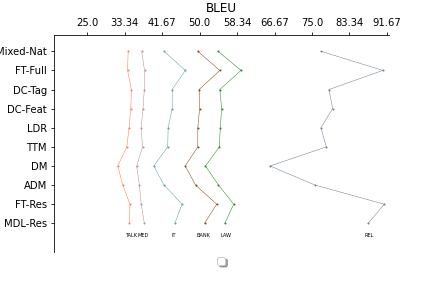 BLEU
25.0 33.34 41.67 50.0 58.34 66.67 75.0 83.34 91.67
Mixed-Nat
FT-Full
DC-Tag
DC-Feat
LDR
TTM
DM
ADM
FT-Res
MDL-Res
TALK MED IT BANK LAW REL